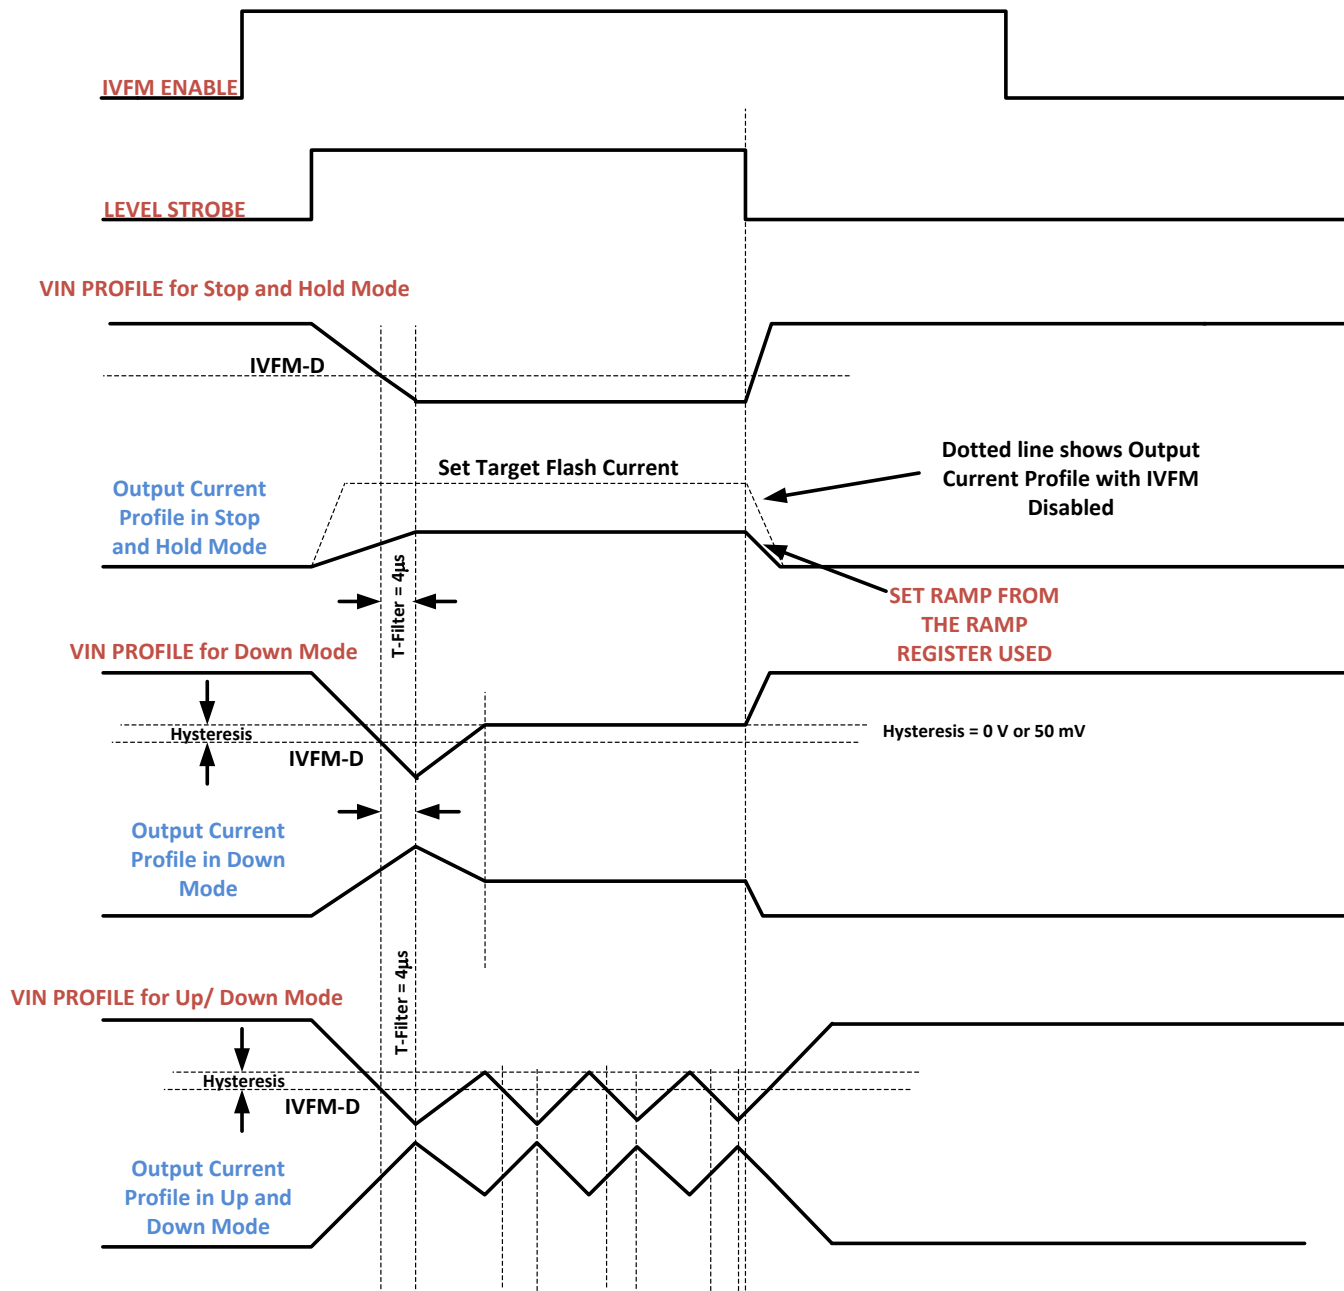 IVFM ENABLE
LEVEL STROBE
VIN PROFILE for Stop and Hold Mode
IVFM-D
Set Target Flash Current
Dotted line shows Output
Current Profile with IVFM
Disabled
Output Current
Profile in Stop
and Hold Mode
T-Filter = 4µs
SET RAMP FROM
THE RAMP
REGISTER USED
VIN PROFILE for Down Mode
Hysteresis
IVFM-D
Hysteresis = 0 V or 50 mV
Output Current
Profile in Down
Mode
T-Filter = 4µs
VIN PROFILE for Up/ Down Mode
Hysteresis
IVFM-D
Output Current
Profile in Up and
Down Mode